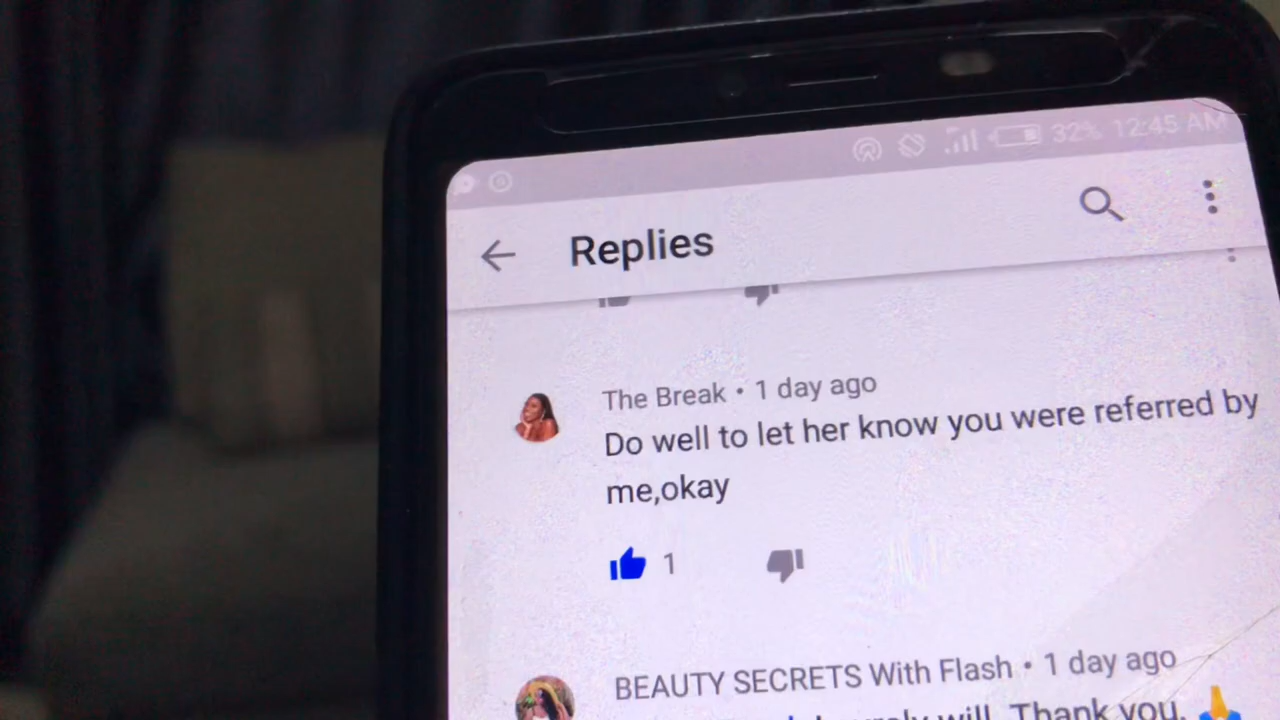 32% 12:45 AM
Replies
The Break • 1 day ago
Do well to let her know you were referred by
me,okay
1
BEAUTY SECRETS With Flash • 1 day ago
will. Thank you. 🙏